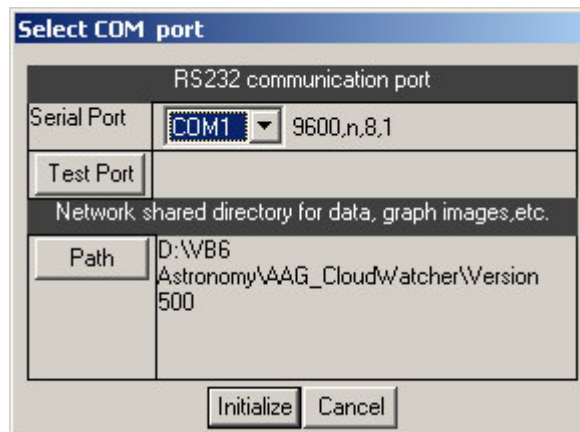 Select COM port
RS232 communication port
Serial Port COM1 9600,n,8,1
Test Port
Network shared directory for data, graph images,etc.
Path D:\VB6
Astronomy\AAG_CloudWatcher\Version
500
Initialize Cancel